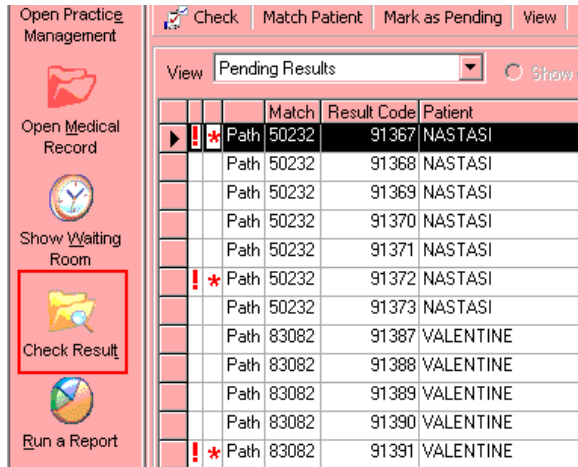 Open Practice
Management
Open Medical
Record
Show Waiting
Room
Check Result
Run a Report
Check Match Patient Mark as Pending View
View Pending Results Show
Match Result Code Patient
! * Path 50232 91367 NASTASI
Path 50232 91368 NASTASI
Path 50232 91369 NASTASI
Path 50232 91370 NASTASI
Path 50232 91371 NASTASI
! * Path 50232 91372 NASTASI
Path 50232 91373 NASTASI
Path 83082 91387 VALENTINE
Path 83082 91388 VALENTINE
Path 83082 91389 VALENTINE
Path 83082 91390 VALENTINE
! * Path 83082 91391 VALENTINE